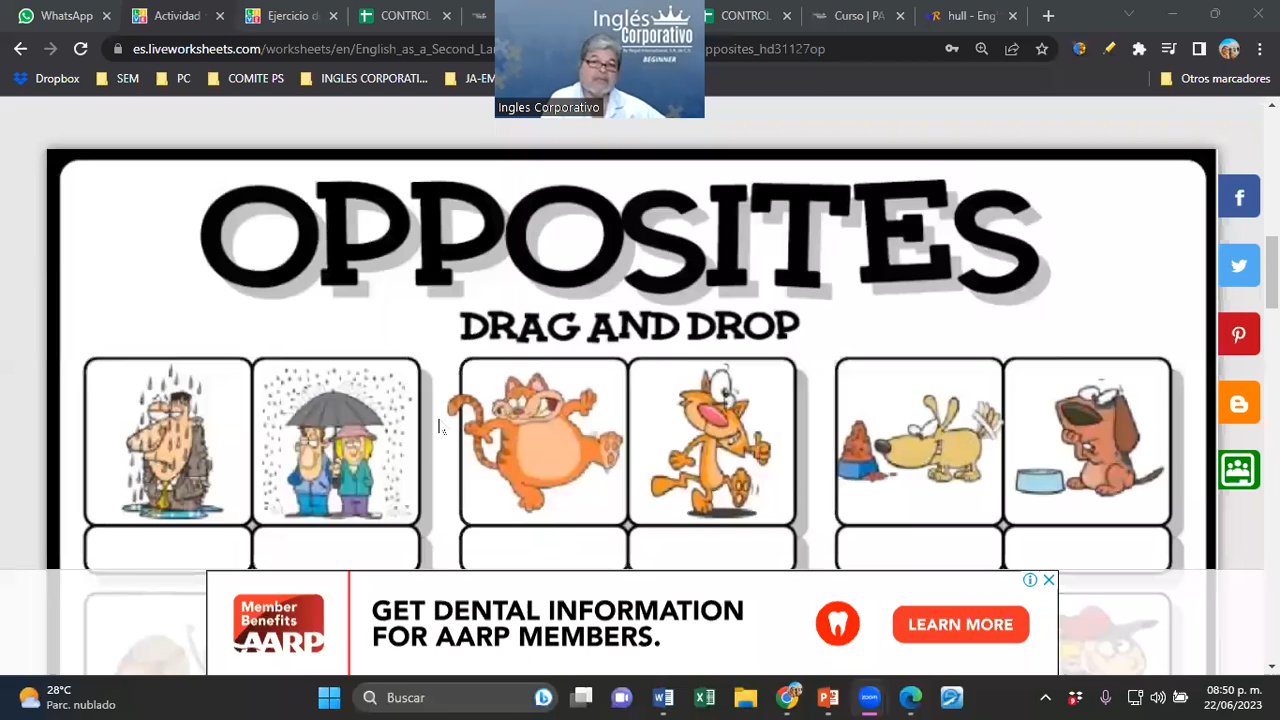 WhatsApp
Actividad
Ejercicio d
CONTROL
CONTROL
Curso | PA
hull - Eng
es.liveworksheets.com/worksheets/en/English_as_a_Second_La
pposites_hd31127op
Dropbox
SEM
PC
COMITE PS
INGLES CORPORATI...
JA-EM
Otros marcadores
Inglés
Corporativo
BEGINNER
Ingles Corporativo
OPPOSITES
DRAG AND DROP
Member
Benefits
AARP
GET DENTAL INFORMATION
FOR AARP MEMBERS.
LEARN MORE
28°C
Parc. nublado
Buscar
08:50 p. m.
22/06/2023